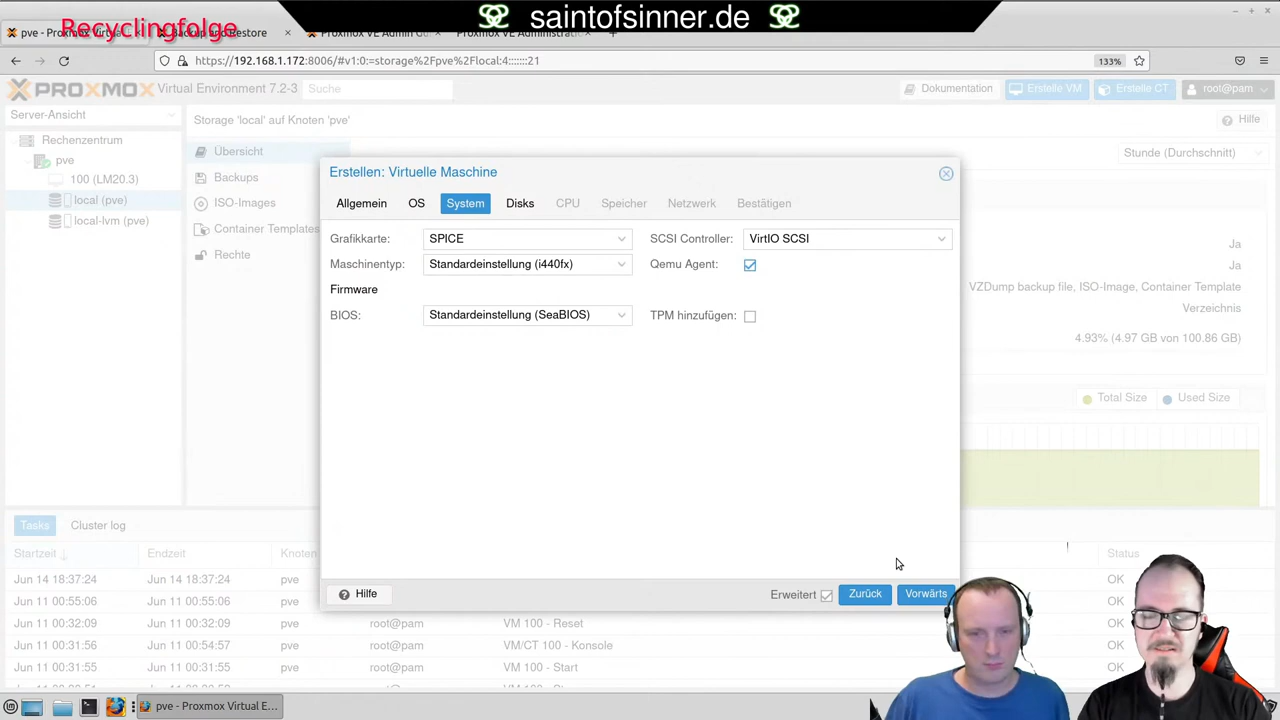 saintofsinner.de
Recyclingfolge
pve - Proxmox Virtual
Backup and Restore
Proxmox VE Admin Gu
Proxmox VE Administrati
https://192.168.1.172:8006/#v1:0:=storage%2Fpve%2Flocal:4:::::::21
133%
PROXMOX Virtual Environment 7.2-3
Suche
Dokumentation
Erstelle VM
Erstelle CT
root@pam
Server-Ansicht
Storage 'local' auf Knoten 'pve'
Hilfe
Rechenzentrum
pve
100 (LM20.3)
local (pve)
local-lvm (pve)
Übersicht
Backups
ISO-Images
Container Templates
Rechte
Stunde (Durchschnitt)
Erstellen: Virtuelle Maschine
Allgemein OS System Disks CPU Speicher Netzwerk Bestätigen
Grafikkarte: SPICE SCSI Controller: VirtIO SCSI
Maschinentyp: Standardeinstellung (i440fx) Qemu Agent:
Firmware
BIOS: Standardeinstellung (SeaBIOS) TPM hinzufügen:
Hilfe Erweitert Zurück Vorwärts
Ja
Ja
VZDump backup file, ISO-Image, Container Template
Verzeichnis
4.93% (4.97 GB von 100.86 GB)
Total Size Used Size
Tasks Cluster log
Startzeit Endzeit Knoten Status
Jun 14 18:37:24 Jun 14 18:37:24 pve OK
Jun 11 00:55:06 Jun 11 00:55:06 pve root@pam OK
Jun 11 00:32:09 Jun 11 00:32:09 pve root@pam VM 100 - Reset
Jun 11 00:31:56 Jun 11 00:54:57 pve root@pam VM/CT 100 - Konsole
Jun 11 00:31:55 Jun 11 00:31:55 pve root@pam VM 100 - Start OK
pve - Proxmox Virtual E...